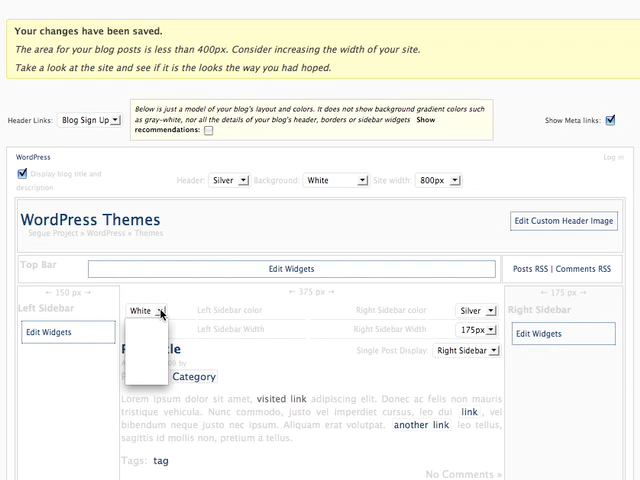 Your changes have been saved.
The area for your blog posts is less than 400px. Consider increasing the width of your site.
Take a look at the site and see if it is the looks the way you had hoped.
Header Links: Blog Sign Up
Below is just a model of your blog's layout and colors. It does not show background gradient colors such
as gray-white, nor all the details of your blog's header, borders or sidebar widgets Show
recommendations:
Show Meta links:
WordPress
Log in
Display blog title and
description
Header: Silver Background: White Site width: 800px
WordPress Themes
Segue Project » WordPress » Themes
Edit Custom Header Image
Top Bar
Edit Widgets
Posts RSS | Comments RSS
← 150 px →
← 375 px →
← 175 px →
Left Sidebar
Edit Widgets
White
Left Sidebar color
Right Sidebar color Silver
Left Sidebar Width
Right Sidebar Width 175px
Single Post Display: Right Sidebar
by
Category
Right Sidebar
Edit Widgets
Lorem ipsum dolor sit amet, visited link adipiscing elit. Donec ac felis non mauris
tristique vehicula. Nunc commodo, justo vel imperdiet cursus, leo dui link , vel
bibendum neque justo nec ipsum. Aliquam erat volutpat. another link leo tellus,
sagittis id mollis non, pretium a tellus.
Tags: tag
No Comments »